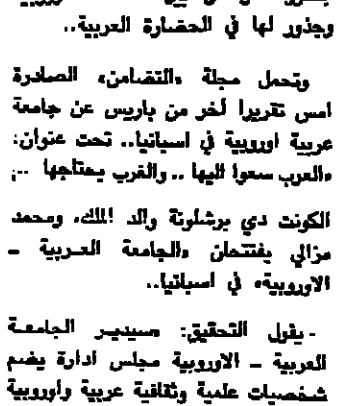 وجذور لها في الحضارة العربية..
وتحمل مجلة «التضامن» الصادرة
امس تقريرا آخر من باريس عن جامعة
عربية اوروبية في اسبانيا.. تحت عنوان:
«العرب سعوا اليها .. والغرب يحتاجها ..;
الكونت دي برشلونة والد الملك، ومحمد
مزالي يفتتحان «الجامعة العربية –
الاوروبية» في اسبانيا..
- يقول التحقيق: «سيدير الجامعة
العربية – الاوروبية مجلس ادارة يضم
شخصيات علمية وثقافية عربية واوروبية